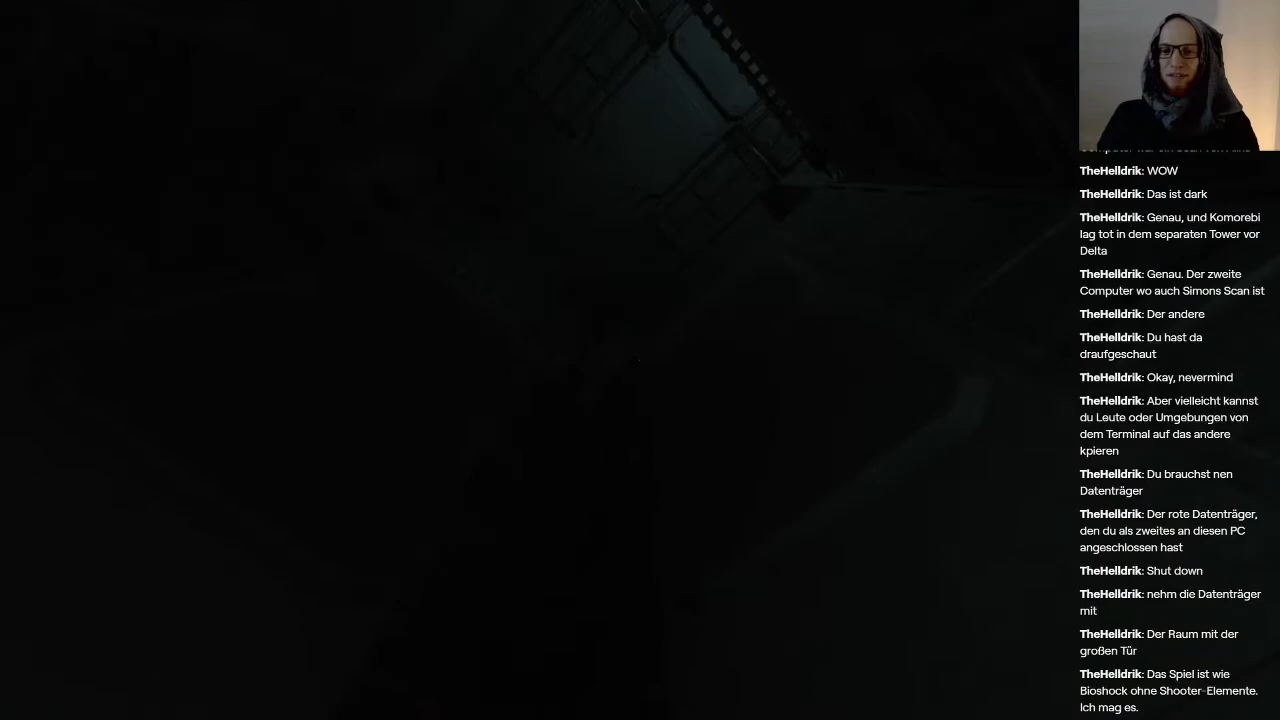 TheHelldrik: WOW
TheHelldrik: Das ist dark
TheHelldrik: Genau, und Komorebi
lag tot in dem separaten Tower vor
Delta
TheHelldrik: Genau. Der zweite
Computer wo auch Simons Scan ist
TheHelldrik: Der andere
TheHelldrik: Du hast da
draufgeschaut
TheHelldrik: Okay, nevermind
TheHelldrik: Aber vielleicht kannst
du Leute oder Umgebungen von
dem Terminal auf das andere
kpieren
TheHelldrik: Du brauchst nen
Datenträger
TheHelldrik: Der rote Datenträger,
den du als zweites an diesen PC
angeschlossen hast
TheHelldrik: Shut down
TheHelldrik: nehm die Datenträger
mit
TheHelldrik: Der Raum mit der
großen Tür
TheHelldrik: Das Spiel ist wie
Bioshock ohne Shooter-Elemente.
Ich mag es.